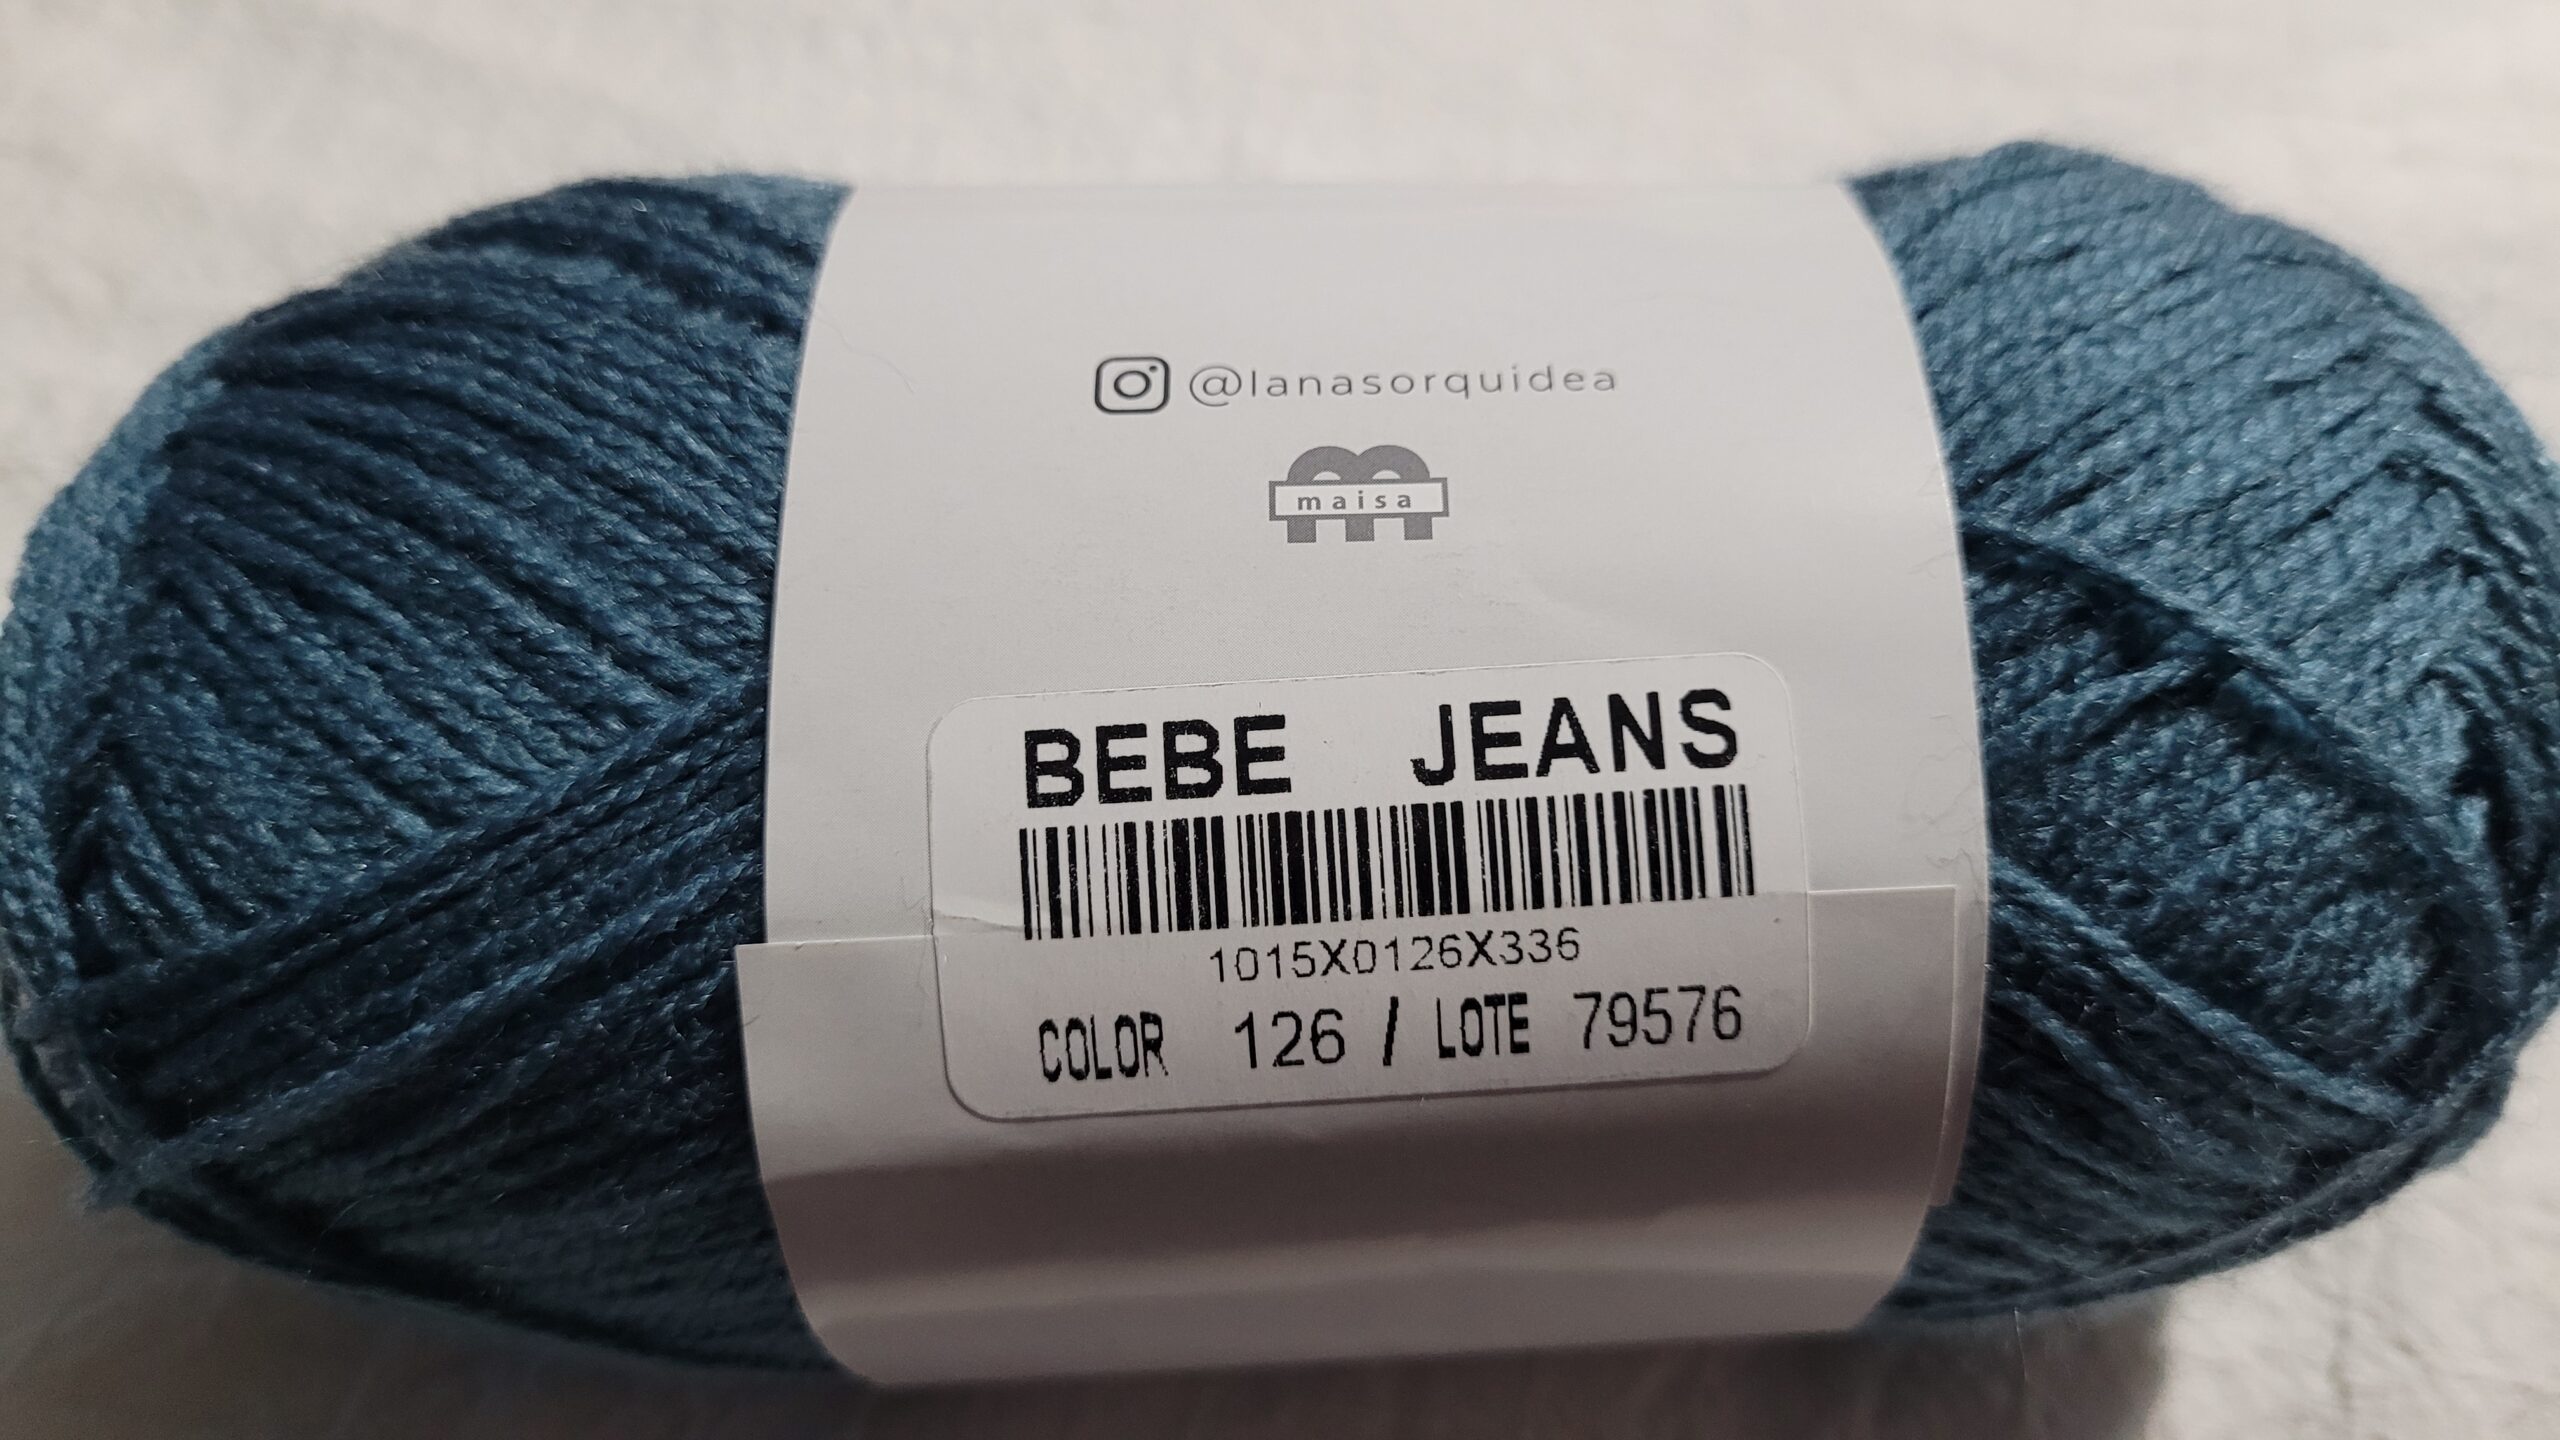 @lanasorquidea
maisa
BEBE JEANS
1015X0126X336
COLOR 126 / LOTE 79576